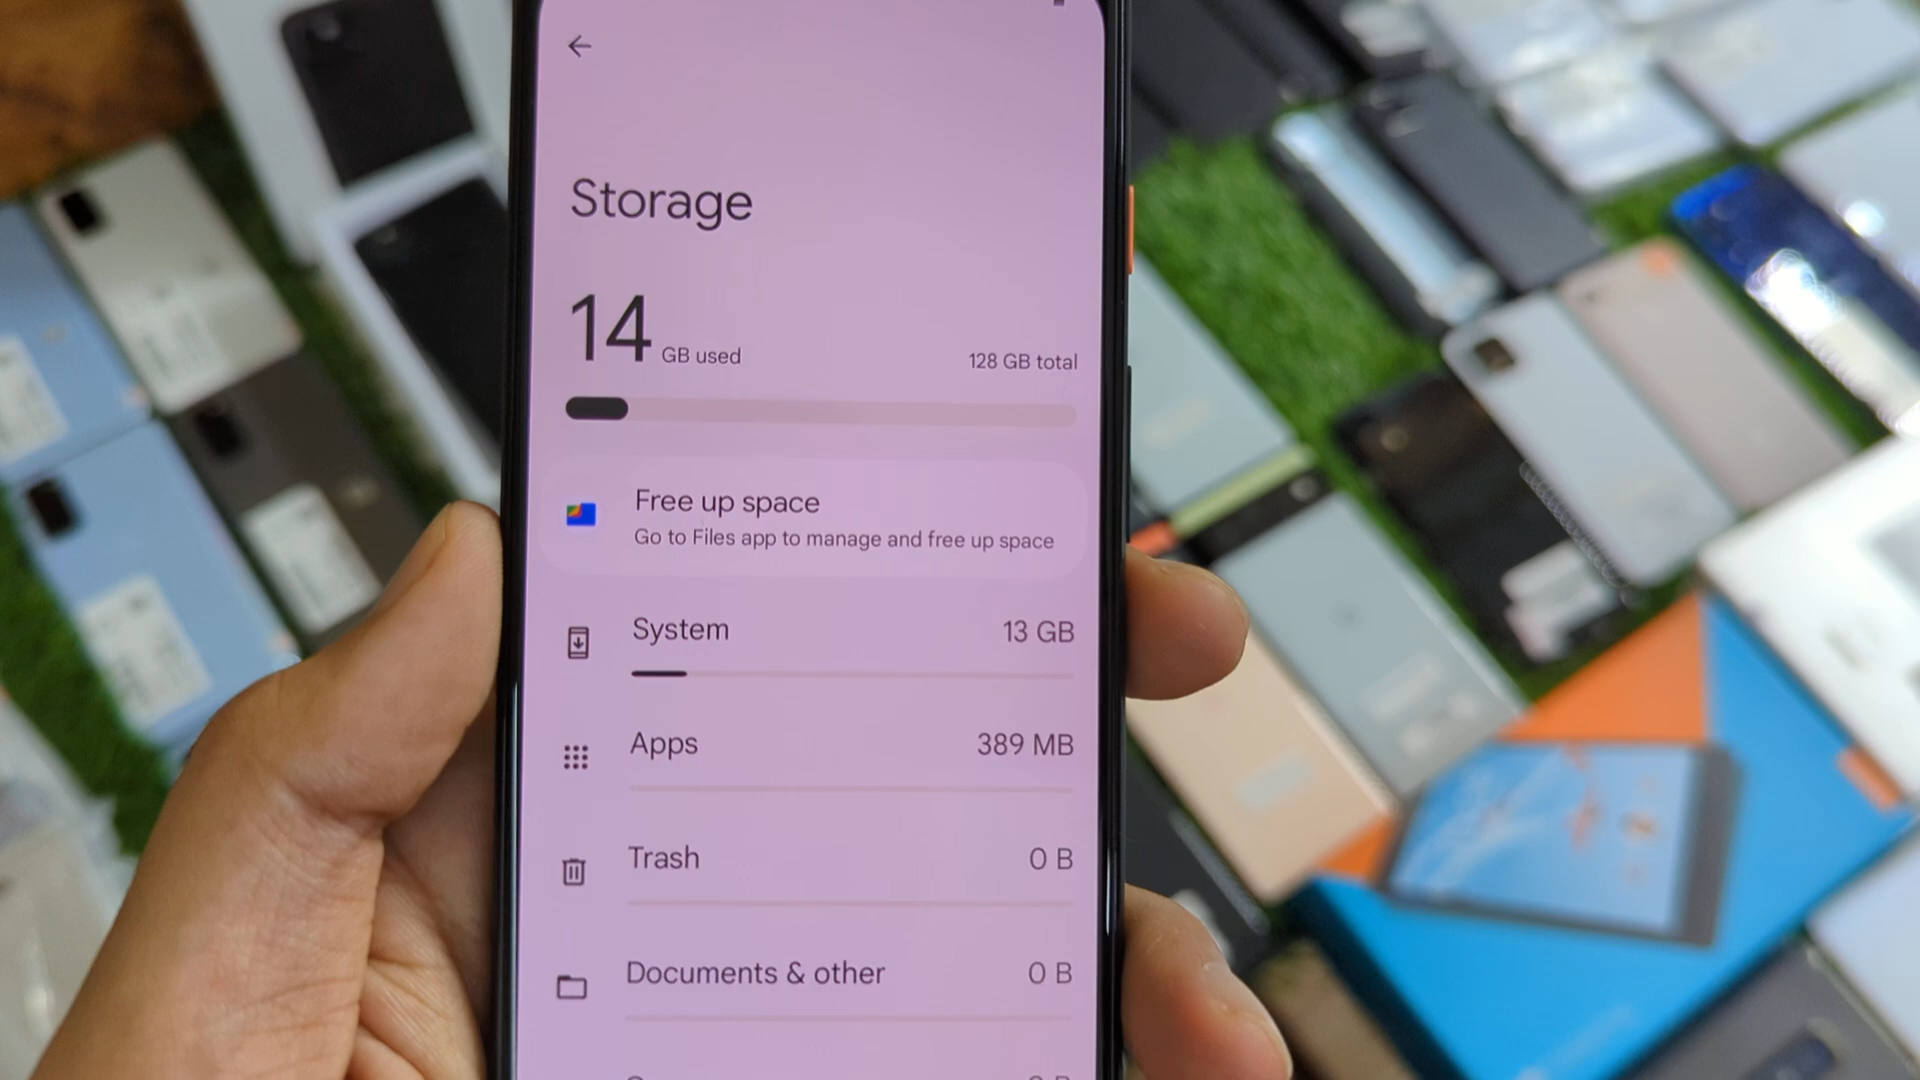 Storage
14 GB used
128 GB total
Free up space
Go to Files app to manage and free up space
System
13 GB
Apps
389 MB
Trash
0 B
Documents & other
0 B